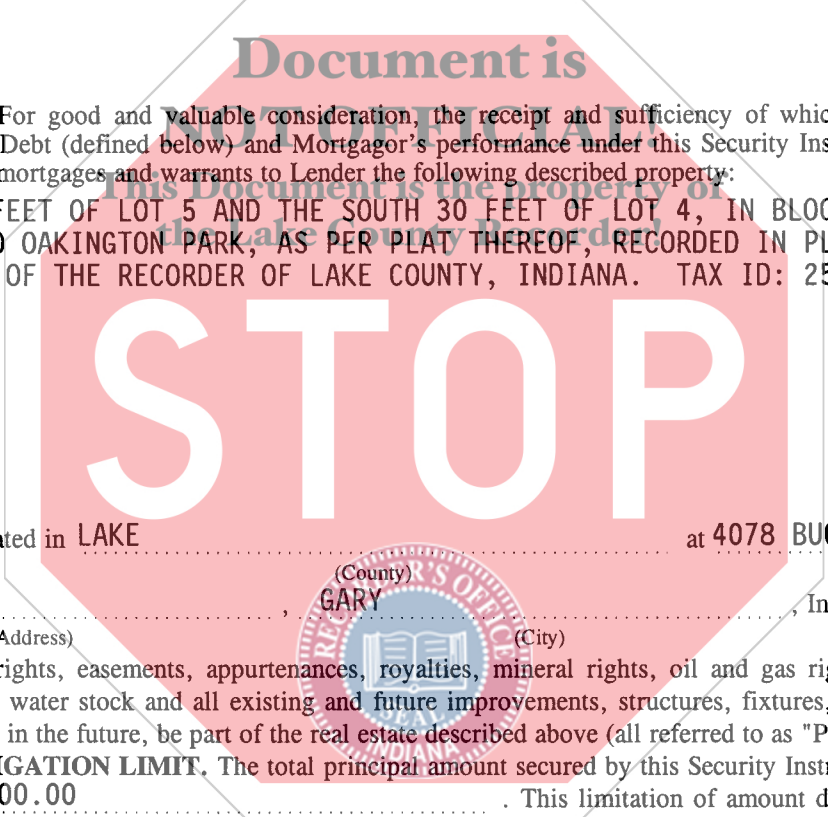 Document is
NOT OFFICIAL!
This Document is the property of
the Lake County Recorder!
STOP
For good and valuable consideration, the receipt and sufficiency of whic
Debt (defined below) and Mortgagor's performance under this Security Ins
mortgages and warrants to Lender the following described property:
FEET OF LOT 5 AND THE SOUTH 30 FEET OF LOT 4, IN BLOC
OAKINGTON PARK, AS PER PLAT THEREOF, RECORDED IN PL
OF THE RECORDER OF LAKE COUNTY, INDIANA. TAX ID: 25
ated in LAKE at 4078 BU
(County)
, GARY , In
Address) (City)
rights, easements, appurtenances, royalties, mineral rights, oil and gas rig
water stock and all existing and future improvements, structures, fixtures,
in the future, be part of the real estate described above (all referred to as "P
IGATION LIMIT. The total principal amount secured by this Security Instr
00.00 . This limitation of amount d
RECORDER'S OFFICE
SEAL
INDIANA